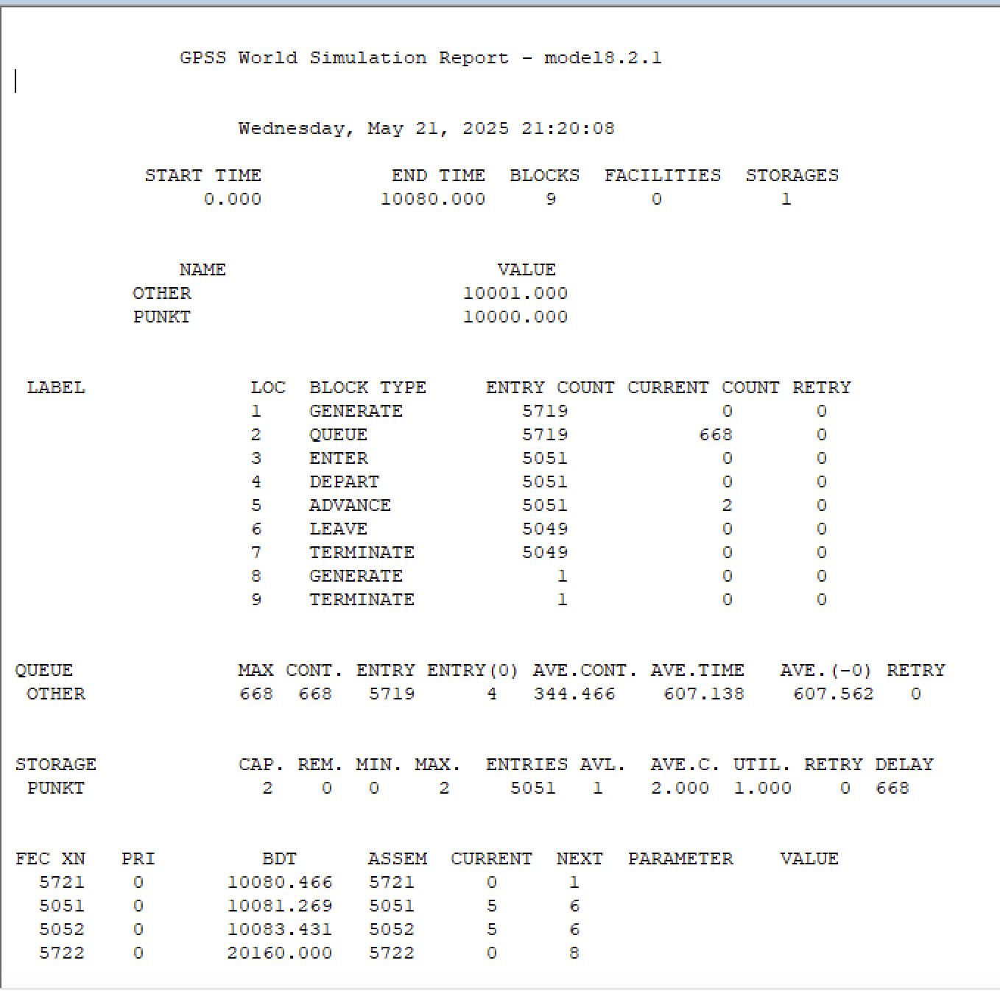 GPSS World Simulation Report - model8.2.1
Wednesday, May 21, 2025 21:20:08
START TIME END TIME BLOCKS FACILITIES STORAGES
0.000 10080.000 9 0 1
NAME VALUE
OTHER 10001.000
PUNKT 10000.000
LABEL LOC BLOCK TYPE ENTRY COUNT CURRENT COUNT RETRY
1 GENERATE 5719 0 0
2 QUEUE 5719 668 0
3 ENTER 5051 0 0
4 DEPART 5051 0 0
5 ADVANCE 5051 2 0
6 LEAVE 5049 0 0
7 TERMINATE 5049 0 0
8 GENERATE 1 0 0
9 TERMINATE 1 0 0
QUEUE MAX CONT. ENTRY ENTRY(0) AVE.CONT. AVE.TIME AVE.(-0) RETRY
OTHER 668 668 5719 4 344.466 607.138 607.562 0
STORAGE CAP. REM. MIN. MAX. ENTRIES AVL. AVE.C. UTIL. RETRY DELAY
PUNKT 2 0 0 2 5051 1 2.000 1.000 0 668
FEC XN PRI BDT ASSEM CURRENT NEXT PARAMETER VALUE
5721 0 10080.466 5721 0 1
5051 0 10081.269 5051 5 6
5052 0 10083.431 5052 5 6
5722 0 20160.000 5722 0 8